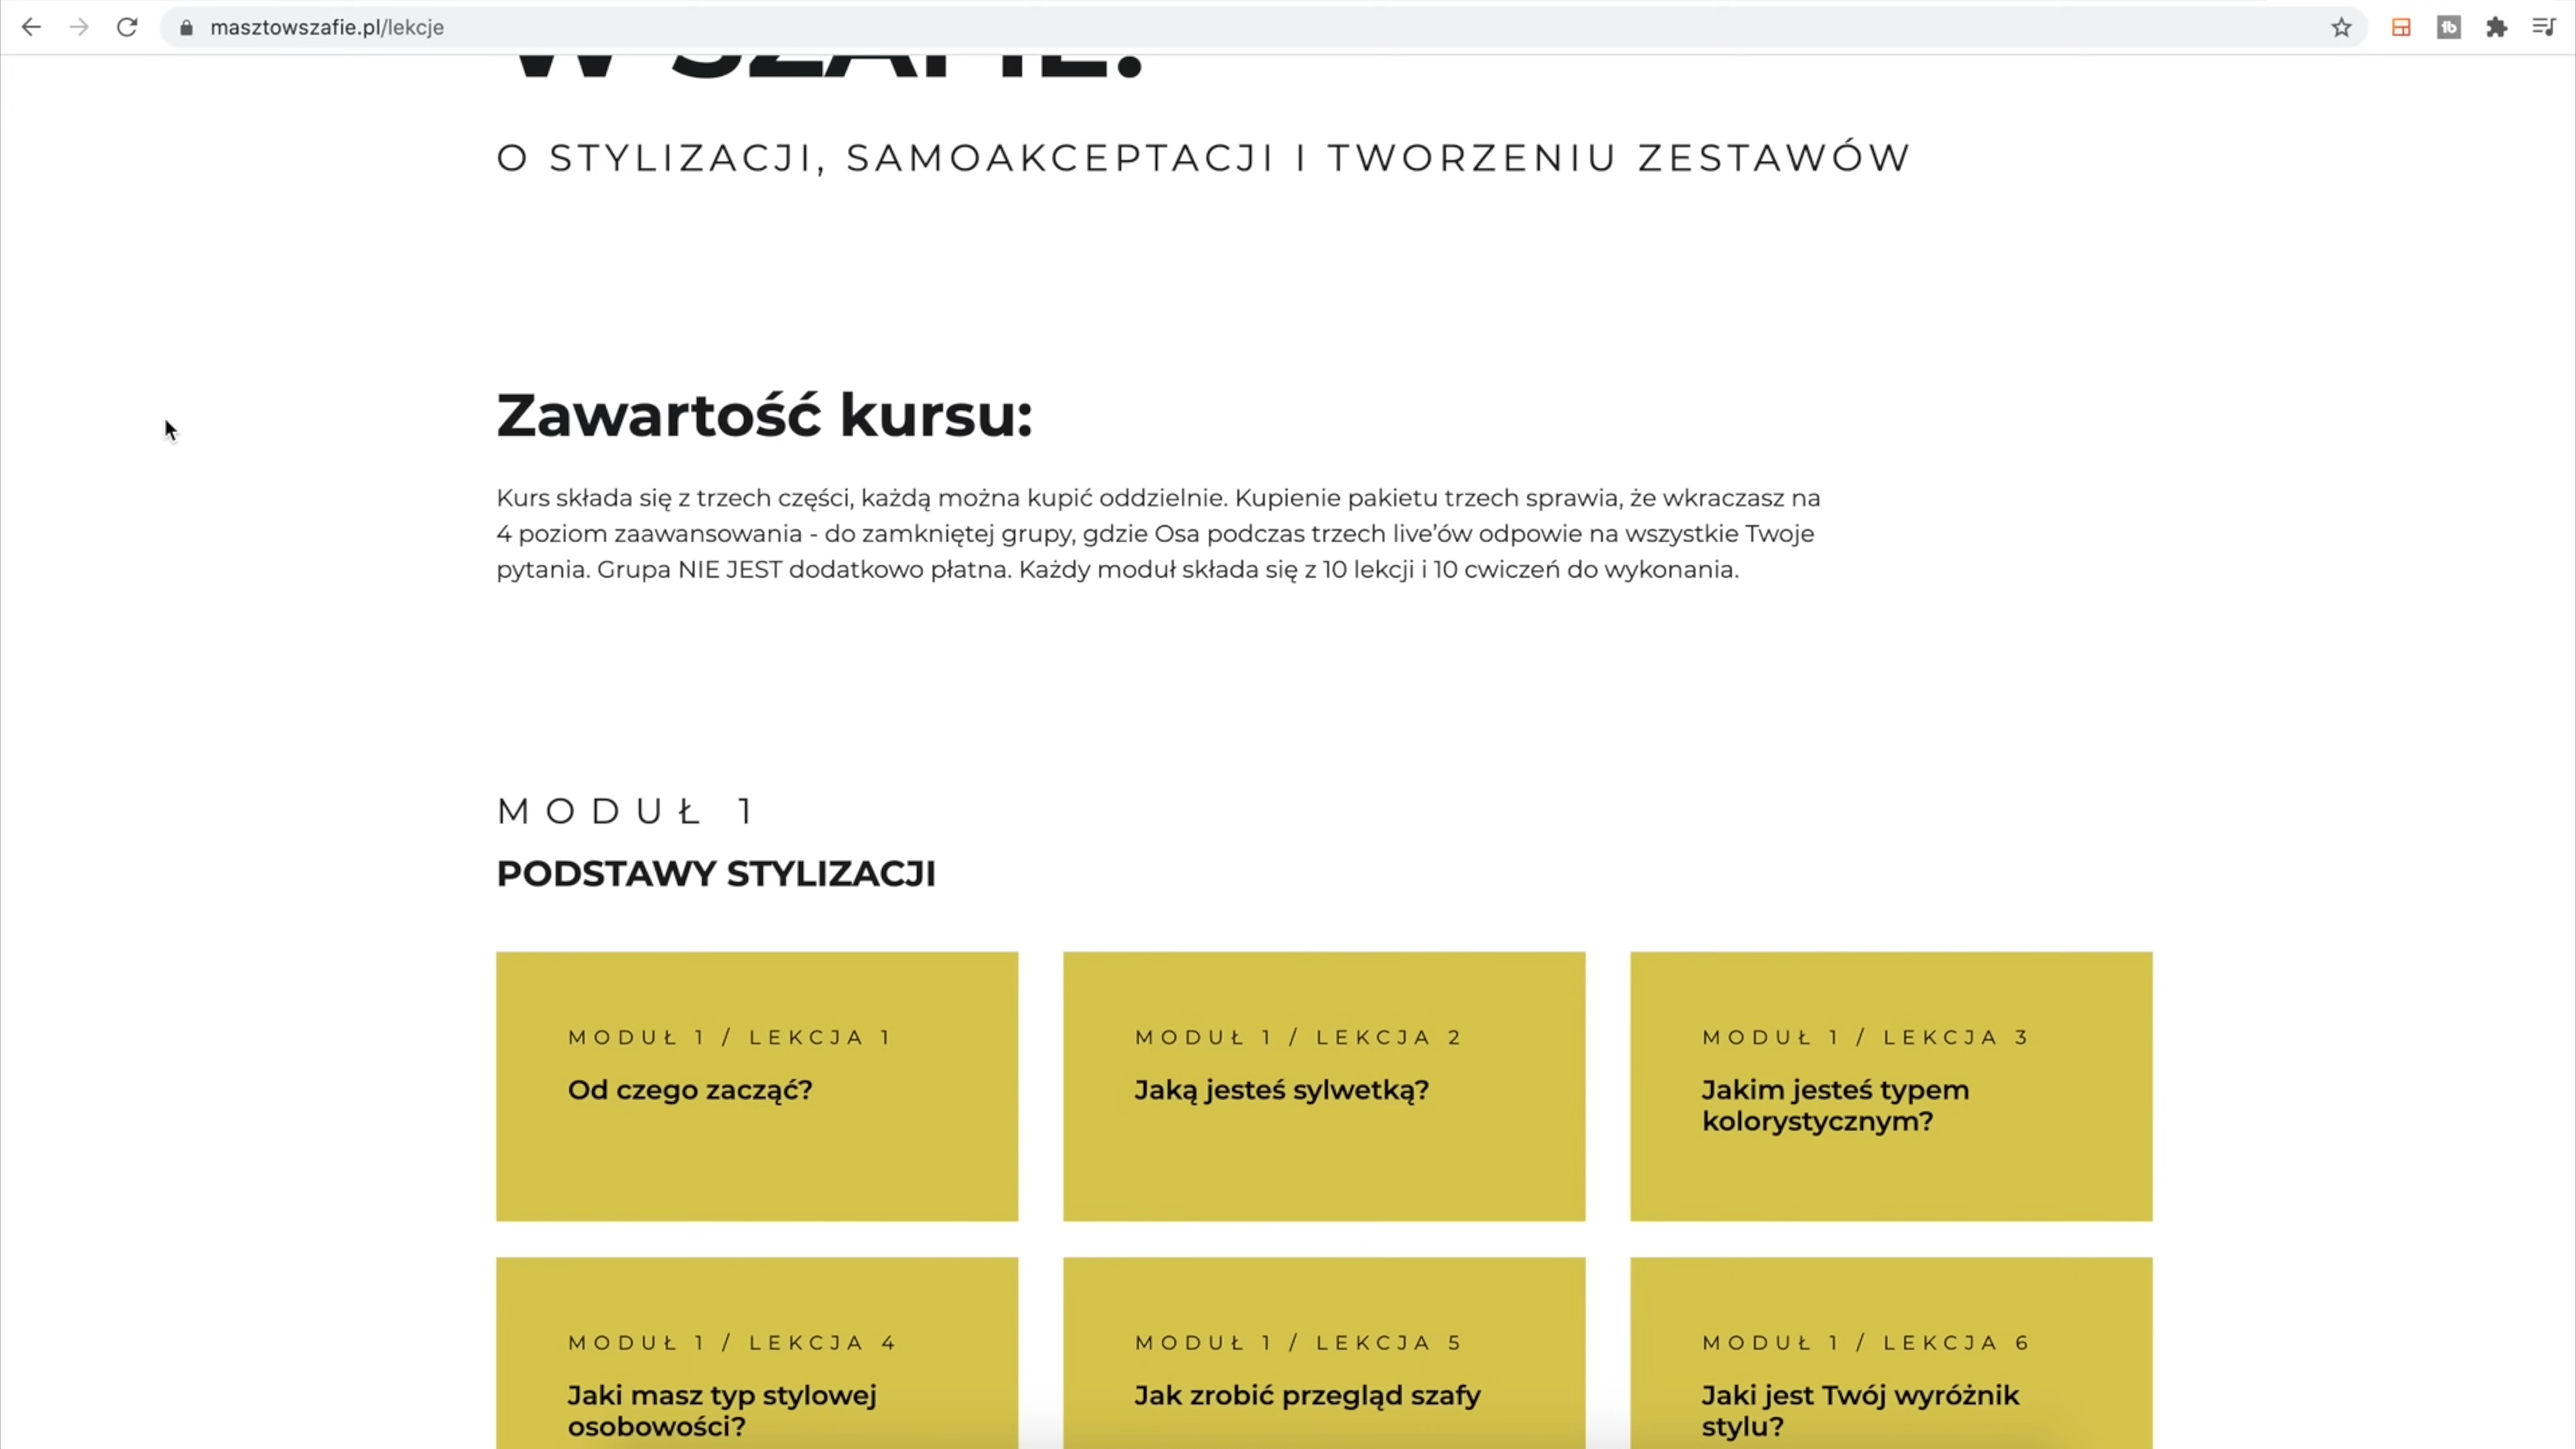 masztowszafie.pl/lekcje
W SZAFIE.
O STYLIZACJI, SAMOAKCEPTACJI I TWORZENIU ZESTAWÓW
Zawartość kursu:
Kurs składa się z trzech części, każdą można kupić oddzielnie. Kupienie pakietu trzech sprawia, że wkraczasz na
4 poziom zaawansowania - do zamkniętej grupy, gdzie Osa podczas trzech live’ów odpowie na wszystkie Twoje
pytania. Grupa NIE JEST dodatkowo płatna. Każdy moduł składa się z 10 lekcji i 10 cwiczeń do wykonania.
MODUŁ 1
PODSTAWY STYLIZACJI
MODUŁ 1 / LEKCJA 1
Od czego zacząć?
MODUŁ 1 / LEKCJA 2
Jaką jesteś sylwetką?
MODUŁ 1 / LEKCJA 3
Jakim jesteś typem
kolorystycznym?
MODUŁ 1 / LEKCJA 4
Jaki masz typ stylowej
osobowości?
MODUŁ 1 / LEKCJA 5
Jak zrobić przegląd szafy
MODUŁ 1 / LEKCJA 6
Jaki jest Twój wyróżnik
stylu?